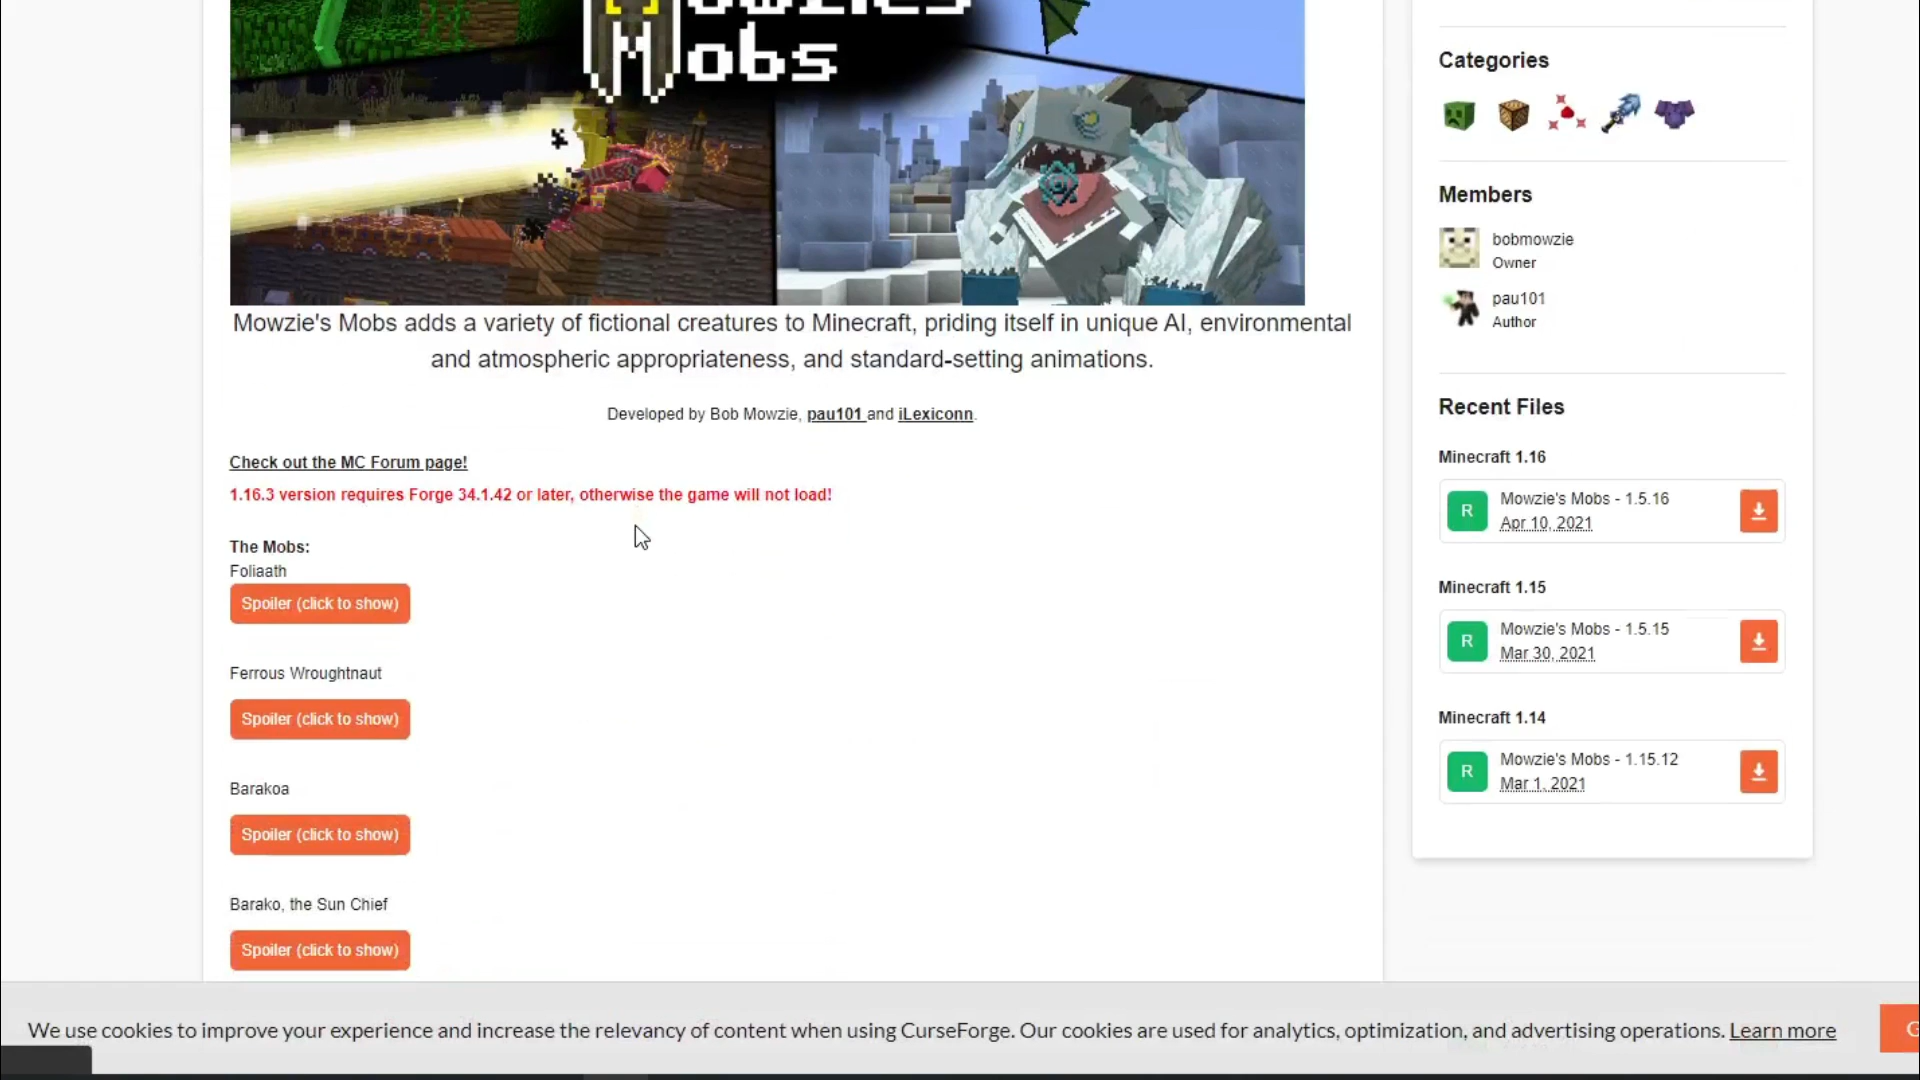 Mobs
Mowzie's Mobs adds a variety of fictional creatures to Minecraft, priding itself in unique AI, environmental
and atmospheric appropriateness, and standard-setting animations.
Developed by Bob Mowzie, pau101 and iLexiconn.
Check out the MC Forum page!
1.16.3 version requires Forge 34.1.42 or later, otherwise the game will not load!
The Mobs:
Foliaath
Spoiler (click to show)
Ferrous Wroughtnaut
Spoiler (click to show)
Barakoa
Spoiler (click to show)
Barako, the Sun Chief
Spoiler (click to show)
Categories
Members
bobmowzie
Owner
pau101
Author
Recent Files
Minecraft 1.16
R
Mowzie's Mobs - 1.5.16
Apr 10, 2021
Minecraft 1.15
R
Mowzie's Mobs - 1.5.15
Mar 30, 2021
Minecraft 1.14
R
Mowzie's Mobs - 1.15.12
Mar 1, 2021
We use cookies to improve your experience and increase the relevancy of content when using CurseForge. Our cookies are used for analytics, optimization, and advertising operations. Learn more